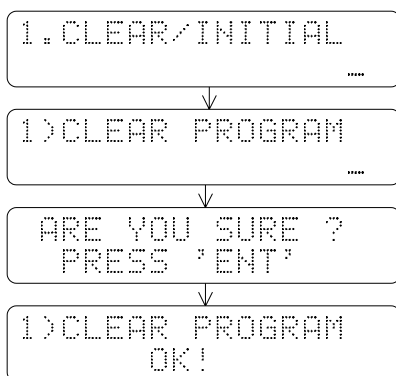 1.CLEAR/INITIAL
1)CLEAR PROGRAM
ARE YOU SURE ?
PRESS 'ENT'
1)CLEAR PROGRAM
OK!